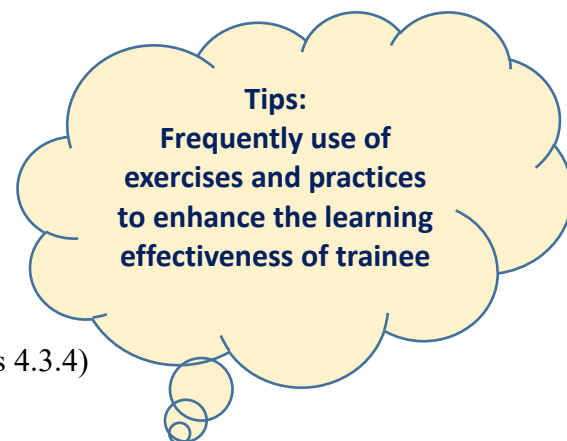 Tips:
Frequently use of
exercises and practices
to enhance the learning
effectiveness of trainee
s 4.3.4)